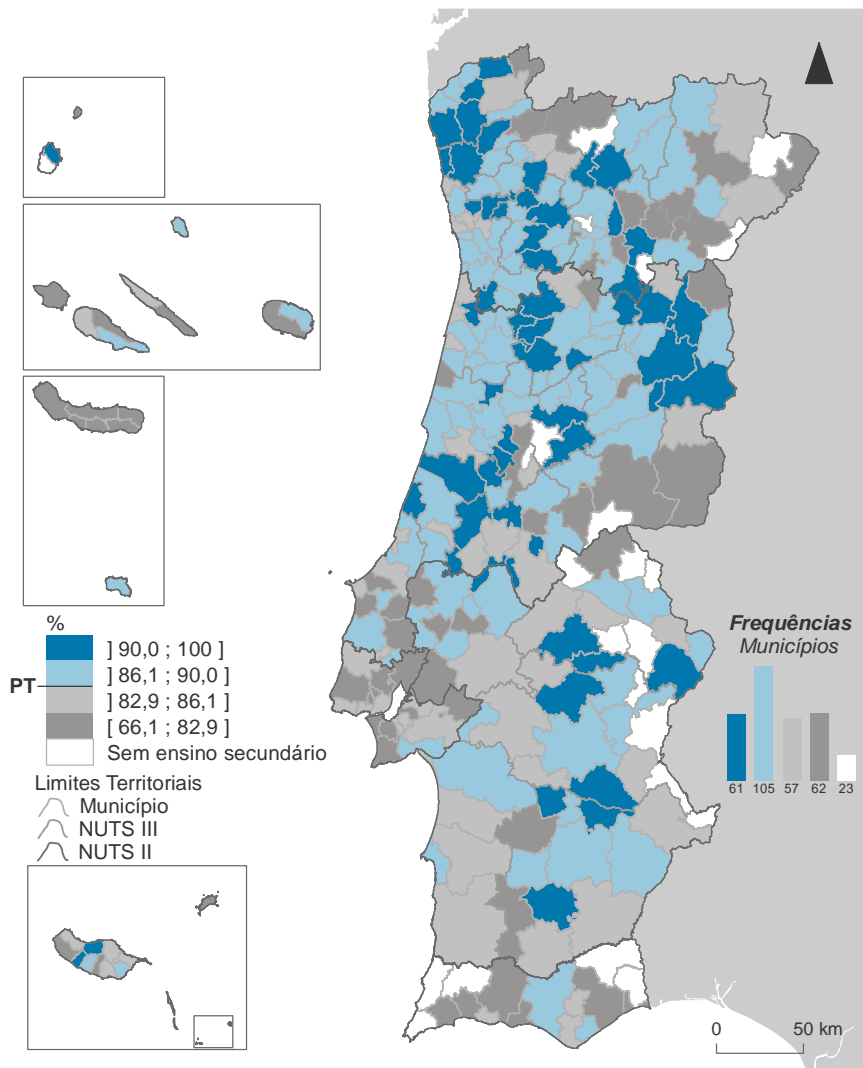 %
] 90,0 ; 100 ]
] 86,1 ; 90,0 ]
PT
] 82,9 ; 86,1 ]
[ 66,1 ; 82,9 ]
Sem ensino secundário
Limites Territoriais
Município
NUTS III
NUTS II
Frequências
Municípios
61 105 57 62 23
0 50 km